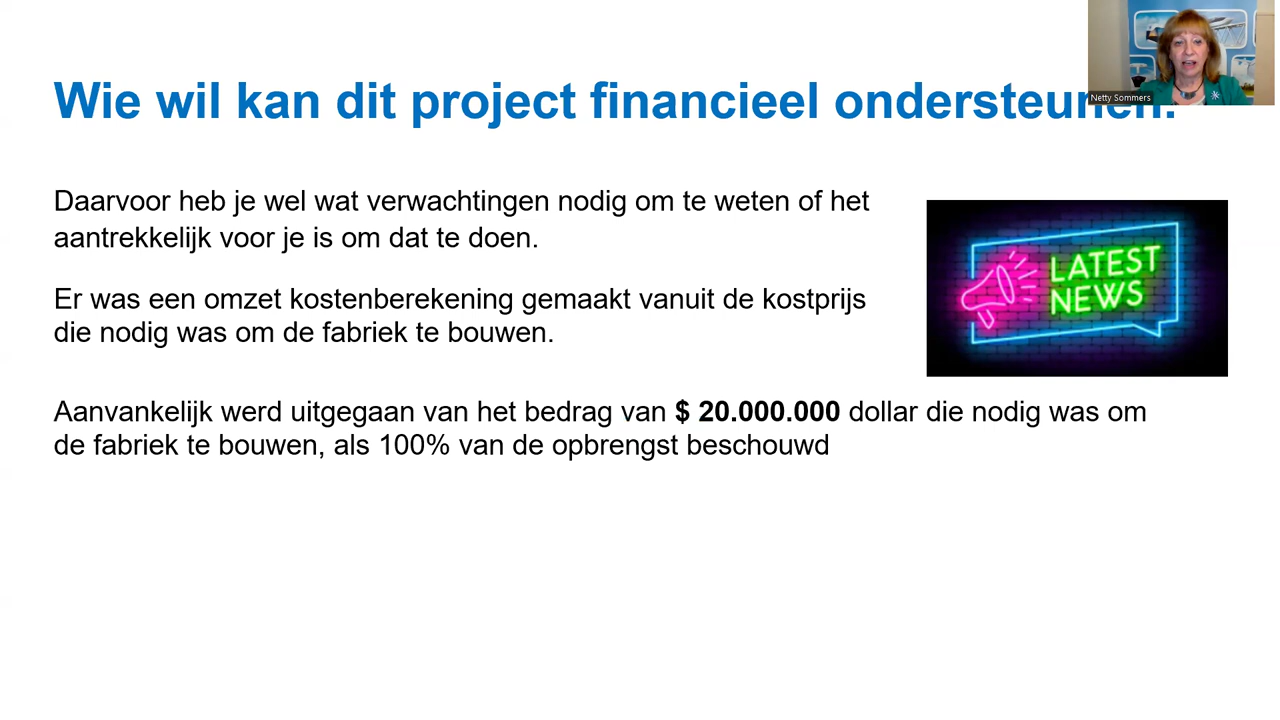 Wie wil kan dit project financieel ondersteunen.
Netty Sommers
Daarvoor heb je wel wat verwachtingen nodig om te weten of het
aantrekkelijk voor je is om dat te doen.
LATEST
NEWS
Er was een omzet kostenberekening gemaakt vanuit de kostprijs
die nodig was om de fabriek te bouwen.
Aanvankelijk werd uitgegaan van het bedrag van $ 20.000.000 dollar die nodig was om
de fabriek te bouwen, als 100% van de opbrengst beschouwd